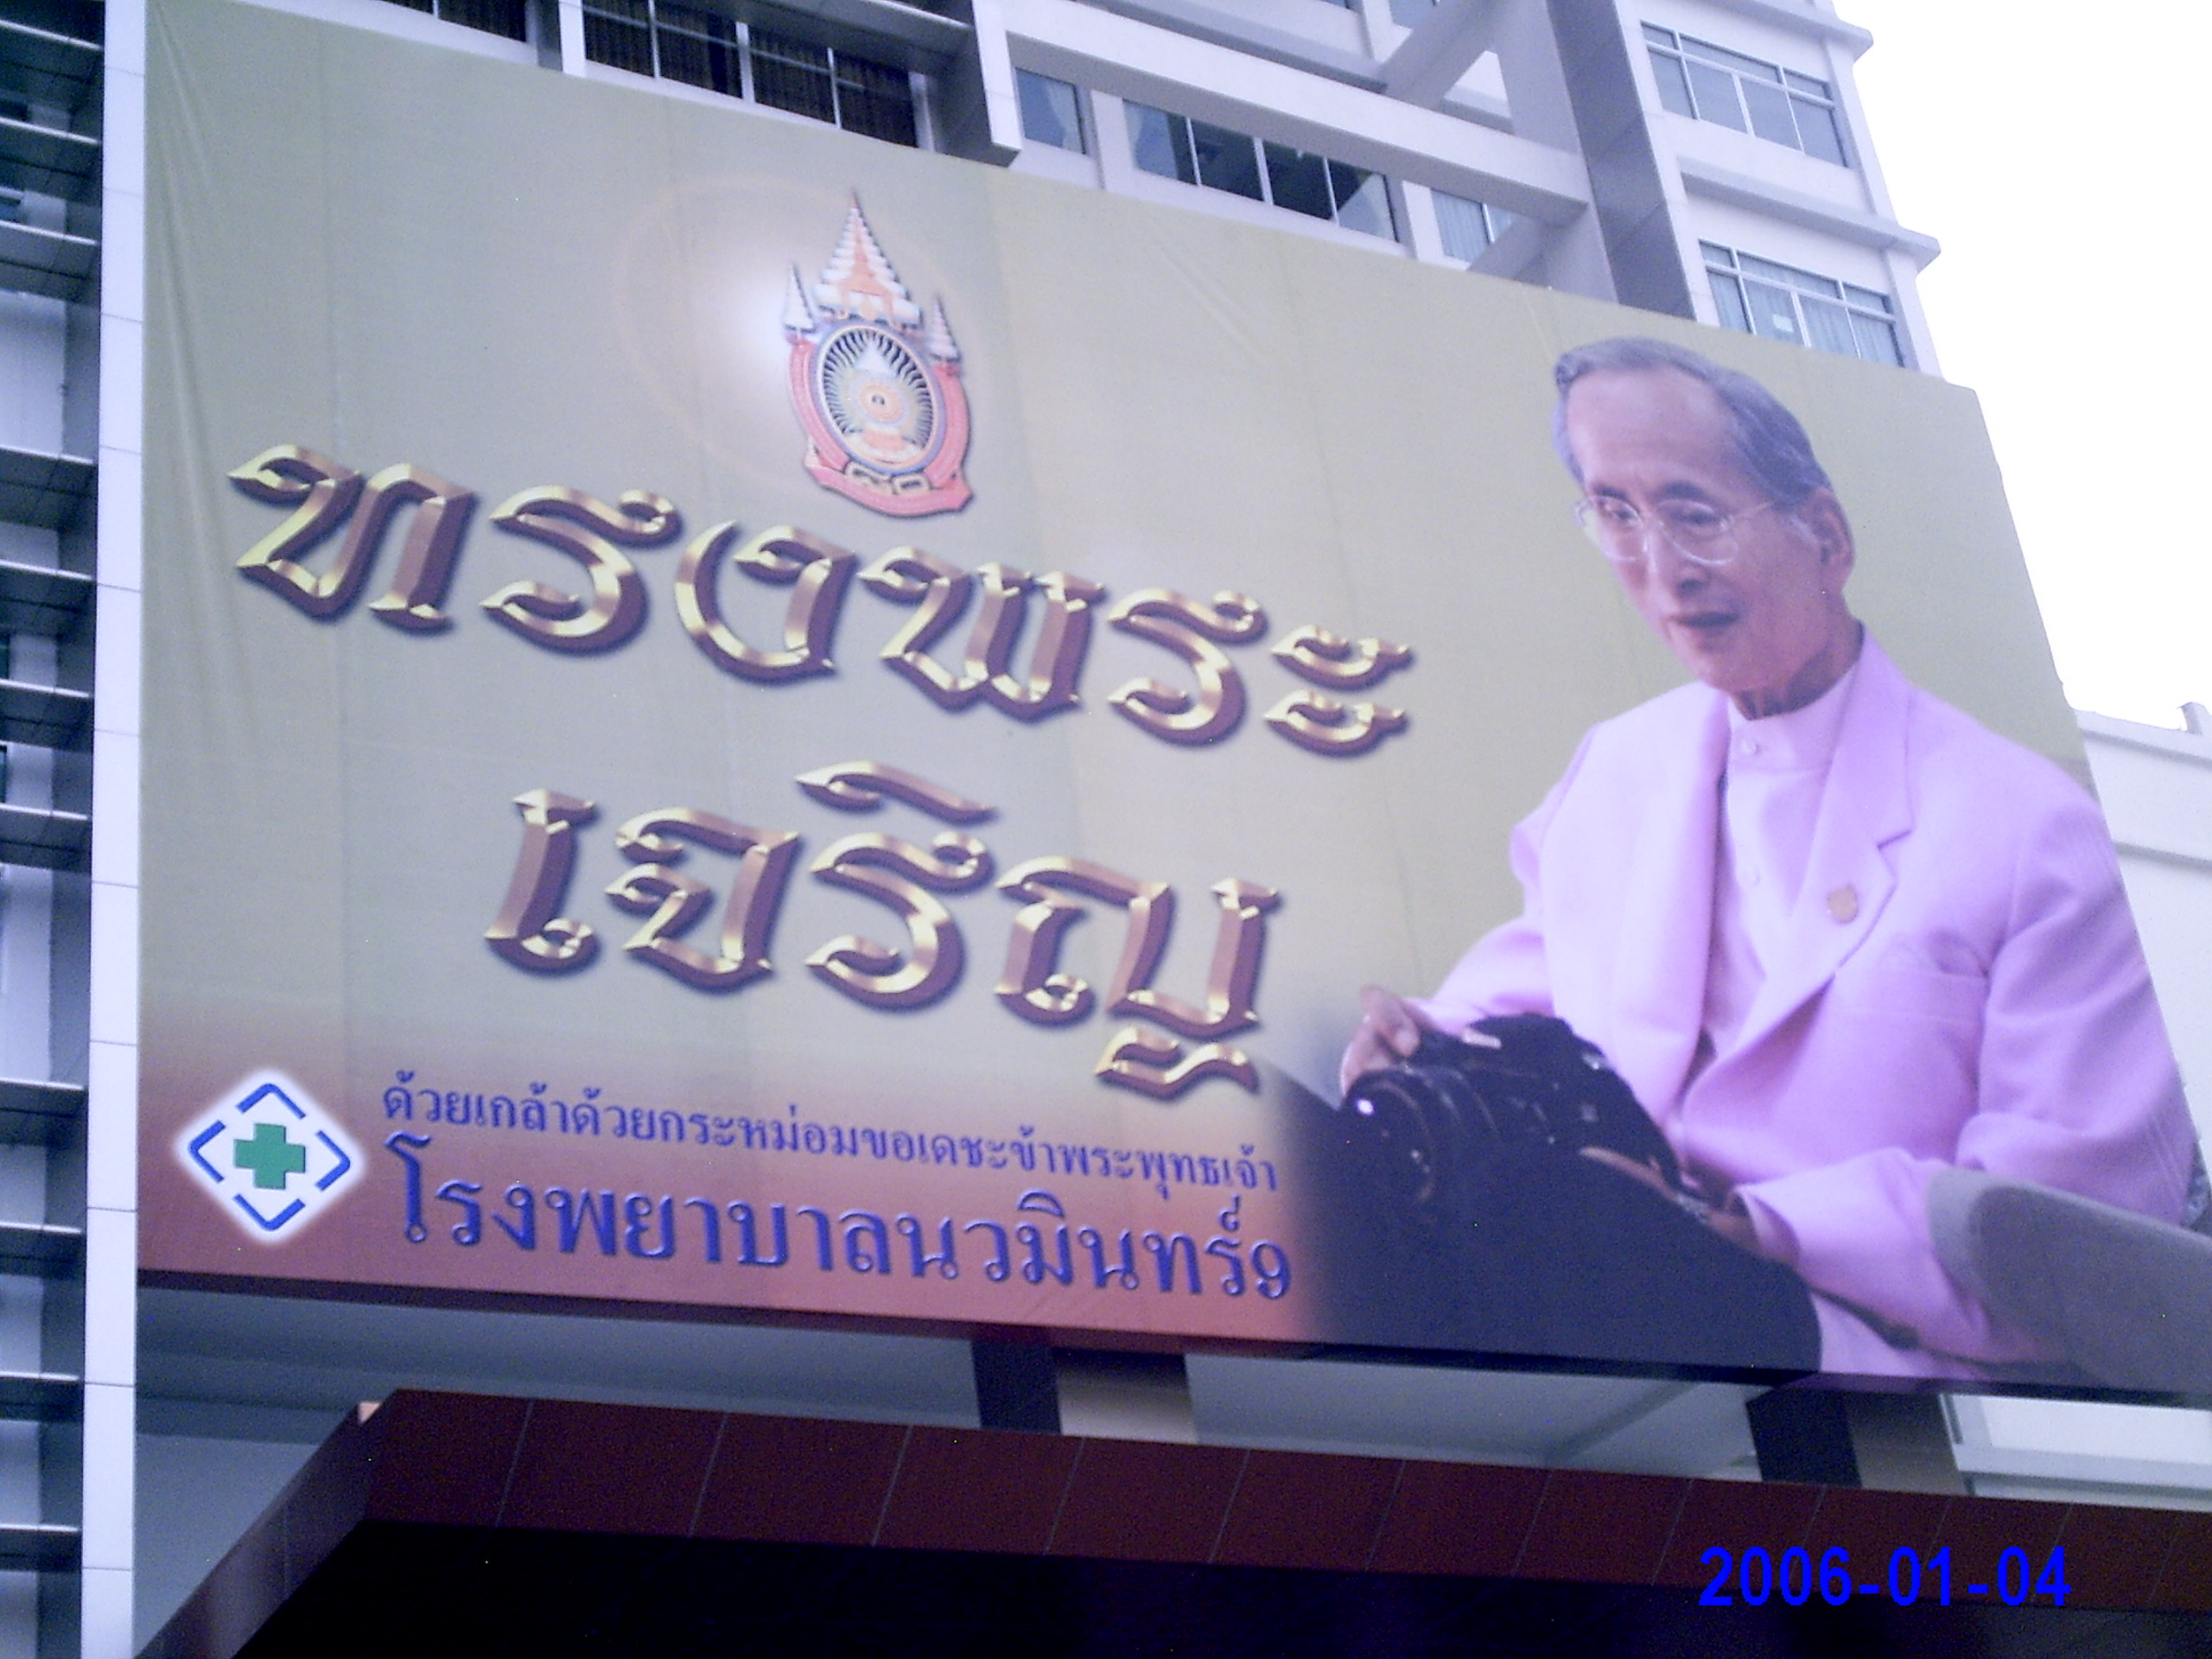 ๘๐
ทรงพระ
เจริญ
ด้วยเกล้าด้วยกระหม่อมขอเดชะข้าพระพุทธเจ้า
โรงพยาบาลนวมินทร์9
2006-01-04